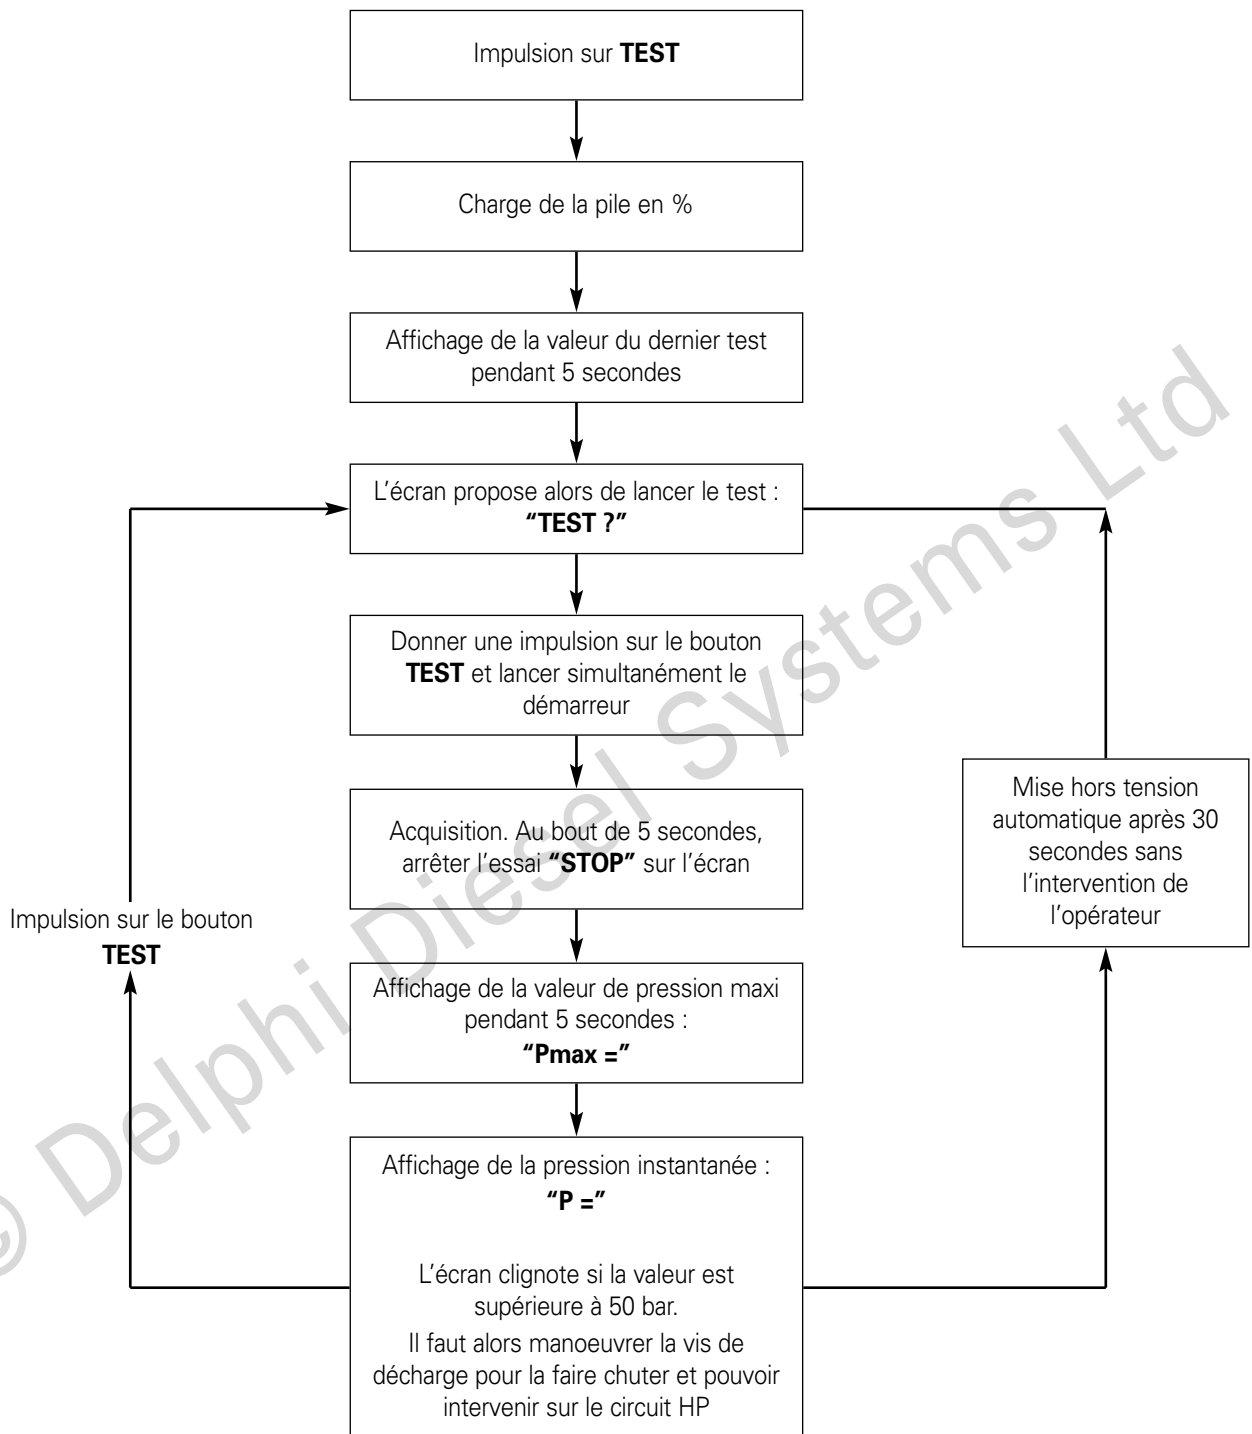 Impulsion sur TEST
Charge de la pile en %
Affichage de la valeur du dernier test
pendant 5 secondes
L'écran propose alors de lancer le test :
“TEST ?”
Donner une impulsion sur le bouton
TEST et lancer simultanément le
démarreur
Acquisition. Au bout de 5 secondes,
arrêter l'essai “STOP” sur l'écran
Mise hors tension
automatique après 30
secondes sans
l'intervention de
l'opérateur
Impulsion sur le bouton
TEST
Affichage de la valeur de pression maxi
pendant 5 secondes :
“Pmax =”
Affichage de la pression instantanée :
“P =”
L'écran clignote si la valeur est
supérieure à 50 bar.
Il faut alors manoeuvrer la vis de
décharge pour la faire chuter et pouvoir
intervenir sur le circuit HP
© Delphi Diesel Systems Ltd